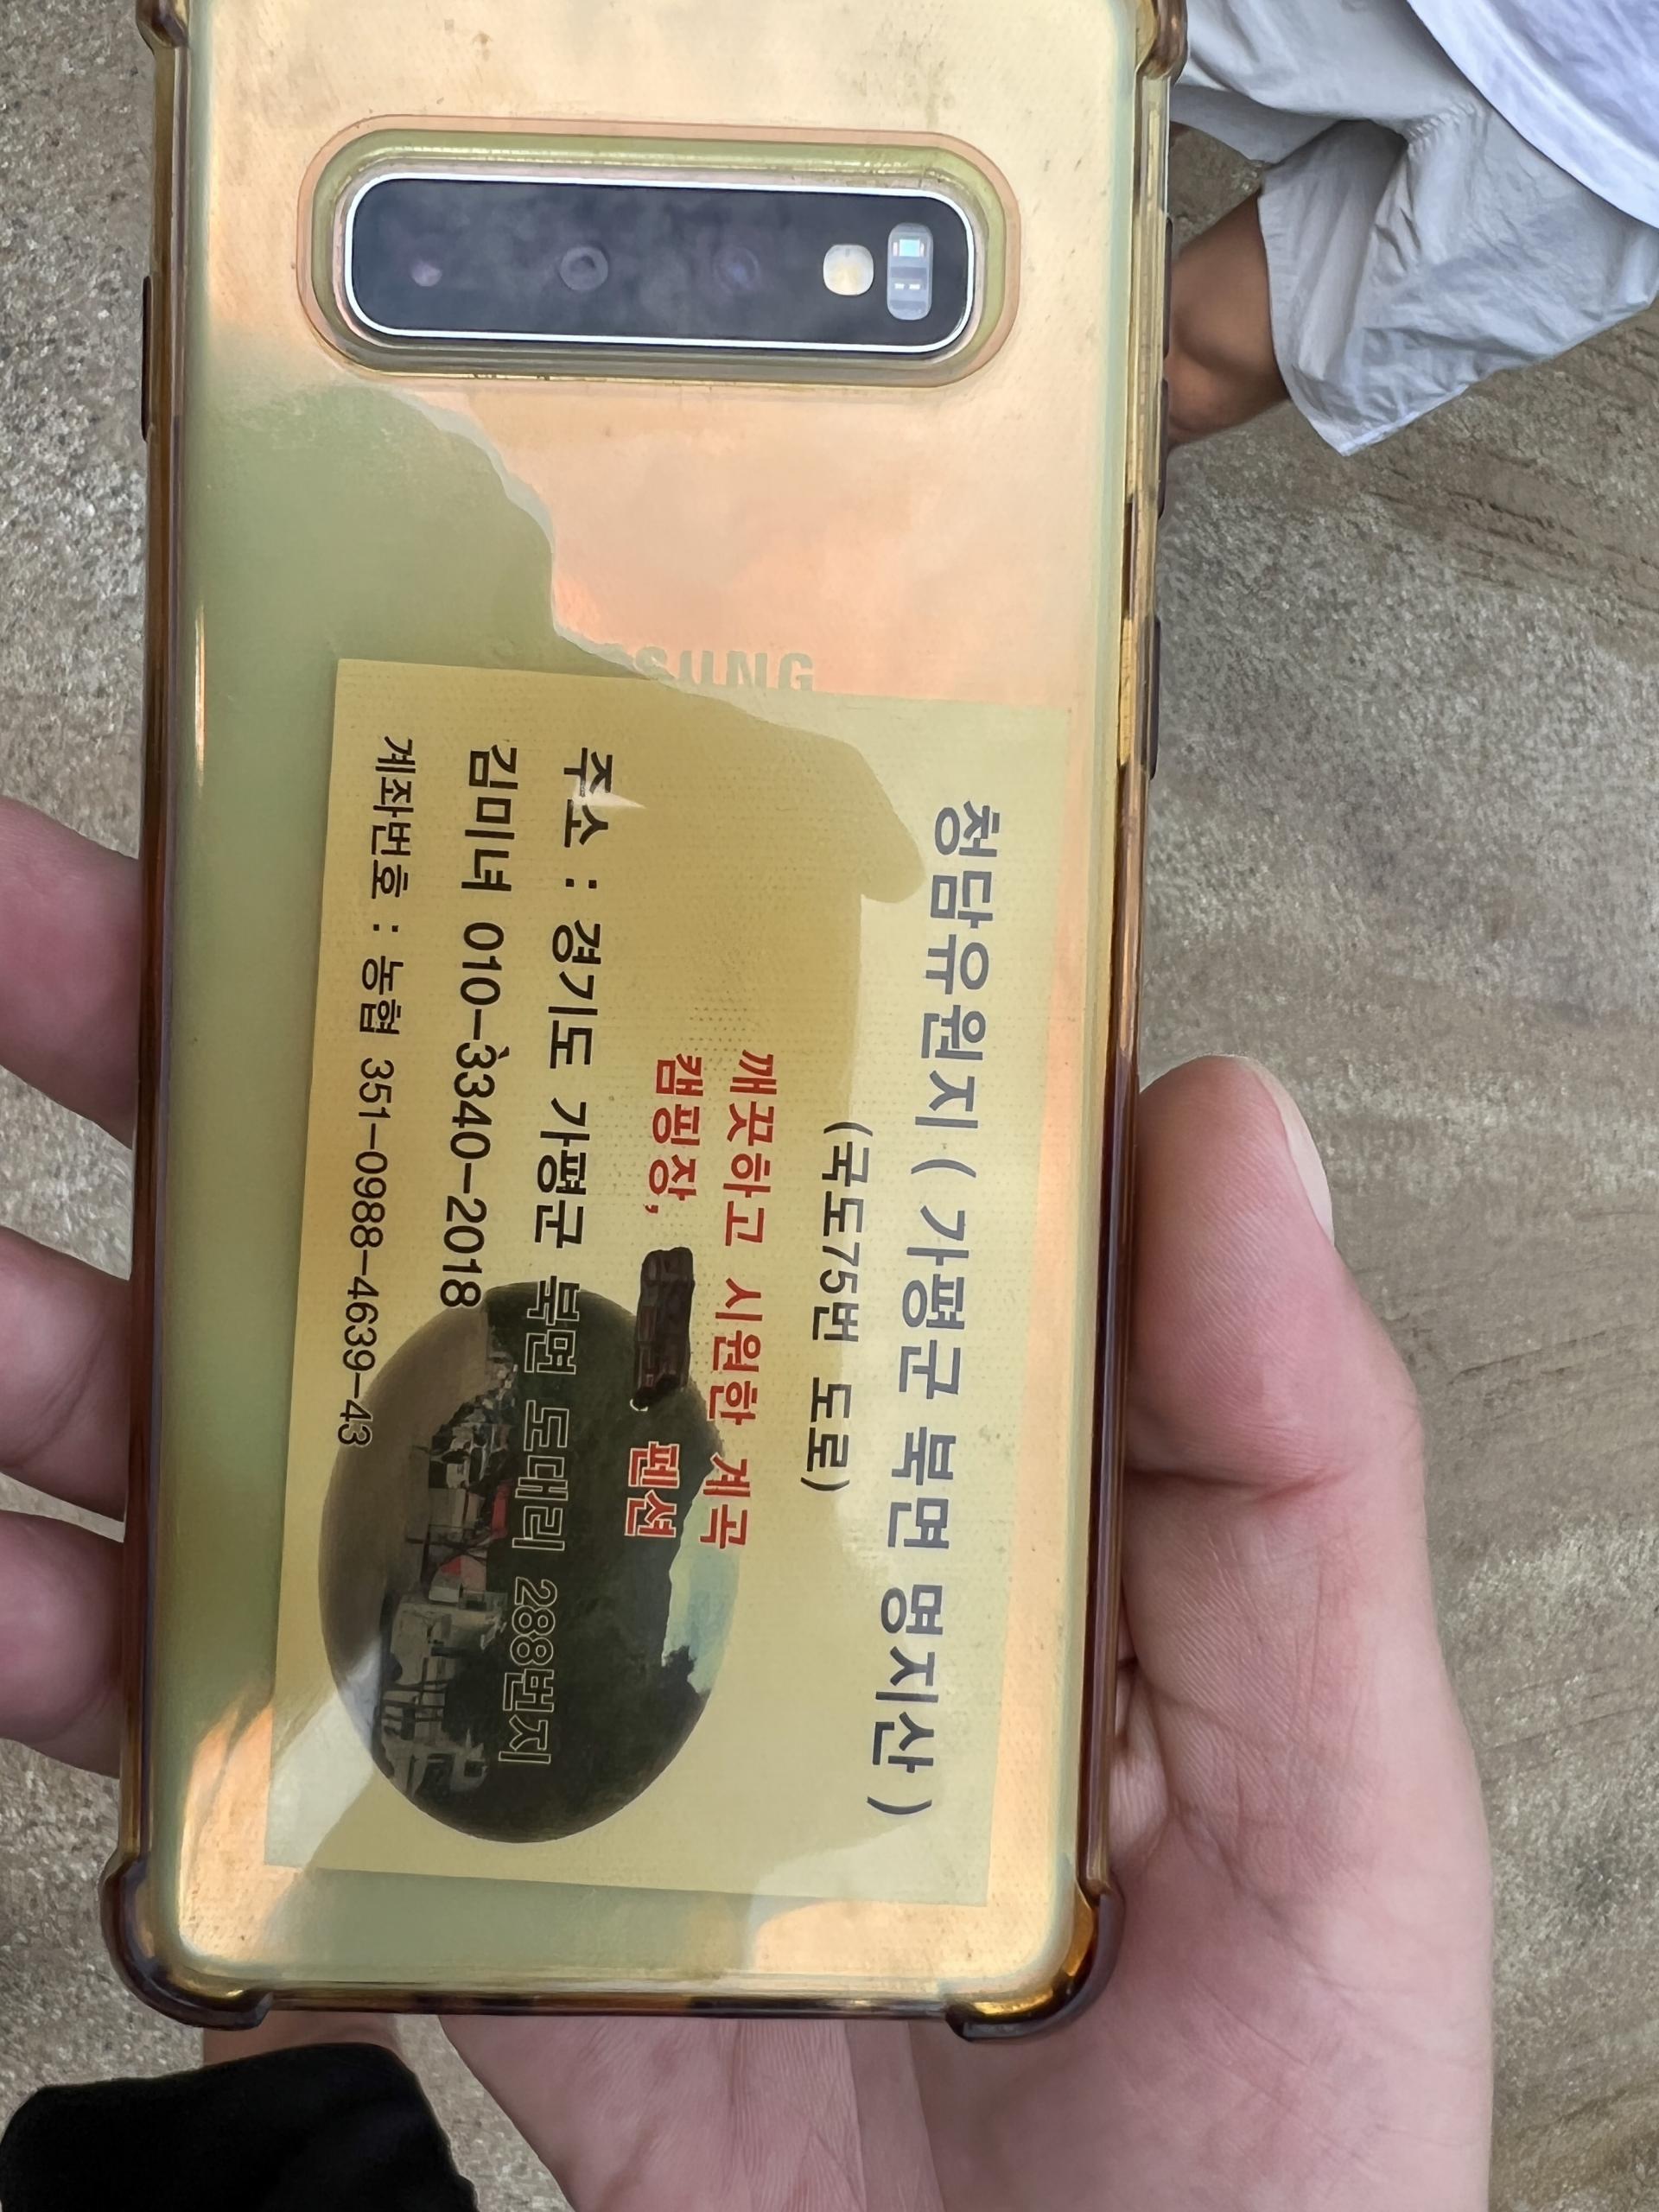 SUNG
청담유원지 ( 가평군 북면 명지산 )
(국도75번 도로)
깨끗하고 시원한 계곡
캠핑장, , 펜션
주소 : 경기도 가평군 북면 도대리 288번지
김미녀 010-3340-2018
계좌번호 : 농협 351-0988-4639-43